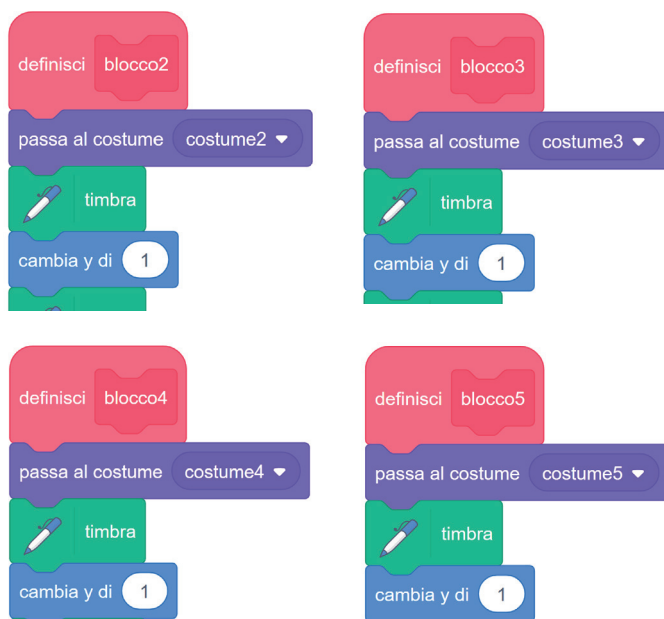 definisci blocco2
passa al costume costume2
timbra
cambia y di 1
definisci blocco3
passa al costume costume3
timbra
cambia y di 1
definisci blocco4
passa al costume costume4
timbra
cambia y di 1
definisci blocco5
passa al costume costume5
timbra
cambia y di 1